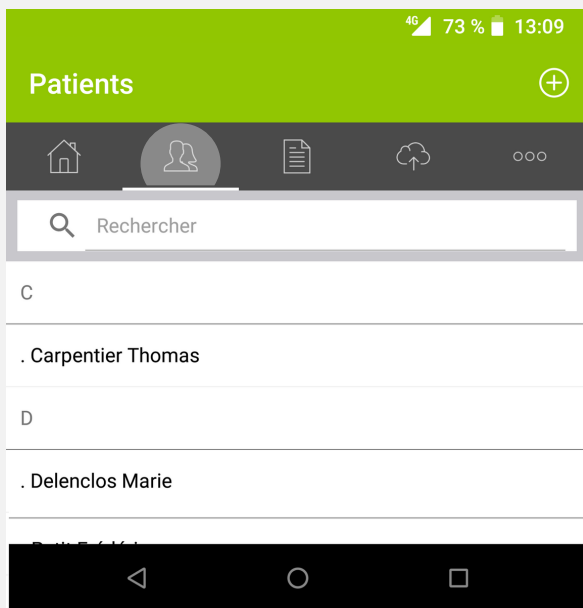 4G 73 % 13:09
Patients
Rechercher
C
. Carpentier Thomas
D
. Delenclos Marie